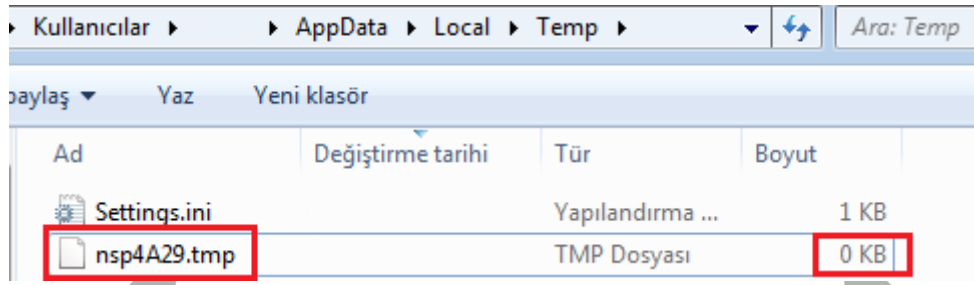 Kullanıcılar AppData Local Temp Ara: Temp
paylaş Yaz Yeni klasör
Ad Değiştirme tarihi Tür Boyut
Settings.ini Yapılandırma ... 1 KB
nsp4A29.tmp TMP Dosyası 0 KB